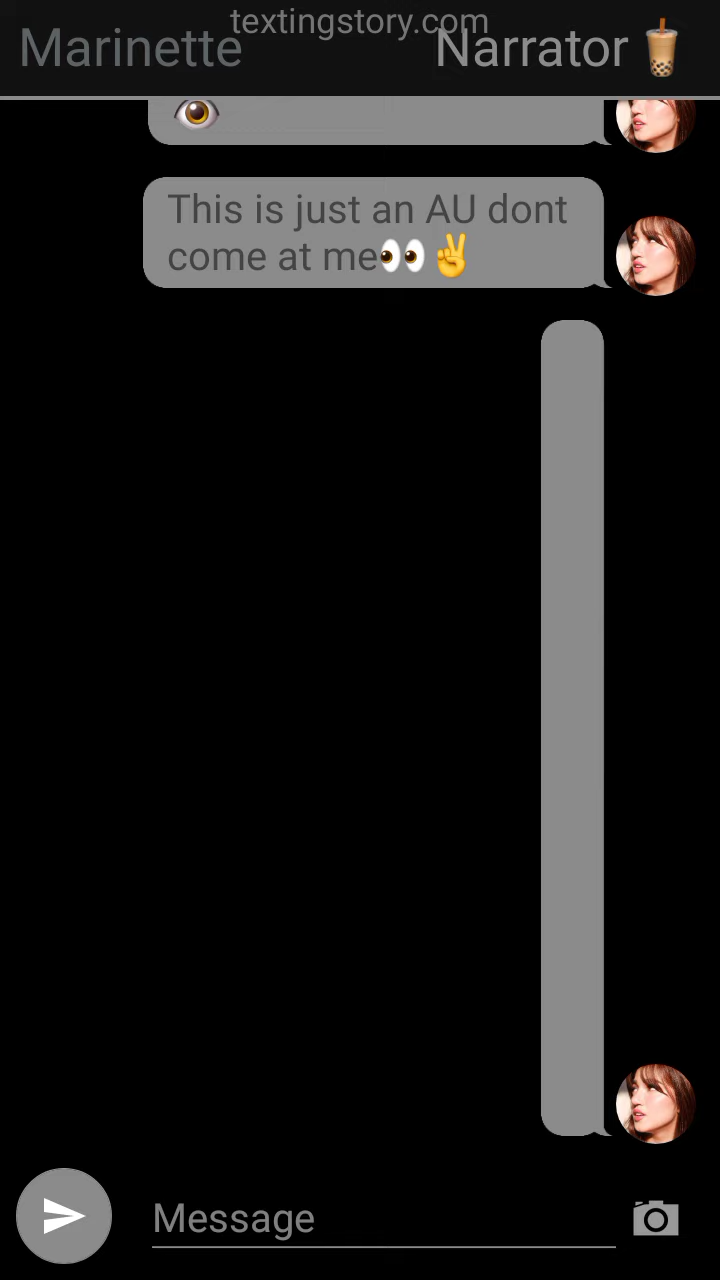 textingstory.com
Marinette
Narrator 🧋
👁️
This is just an AU dont
come at me👀✌️
Message